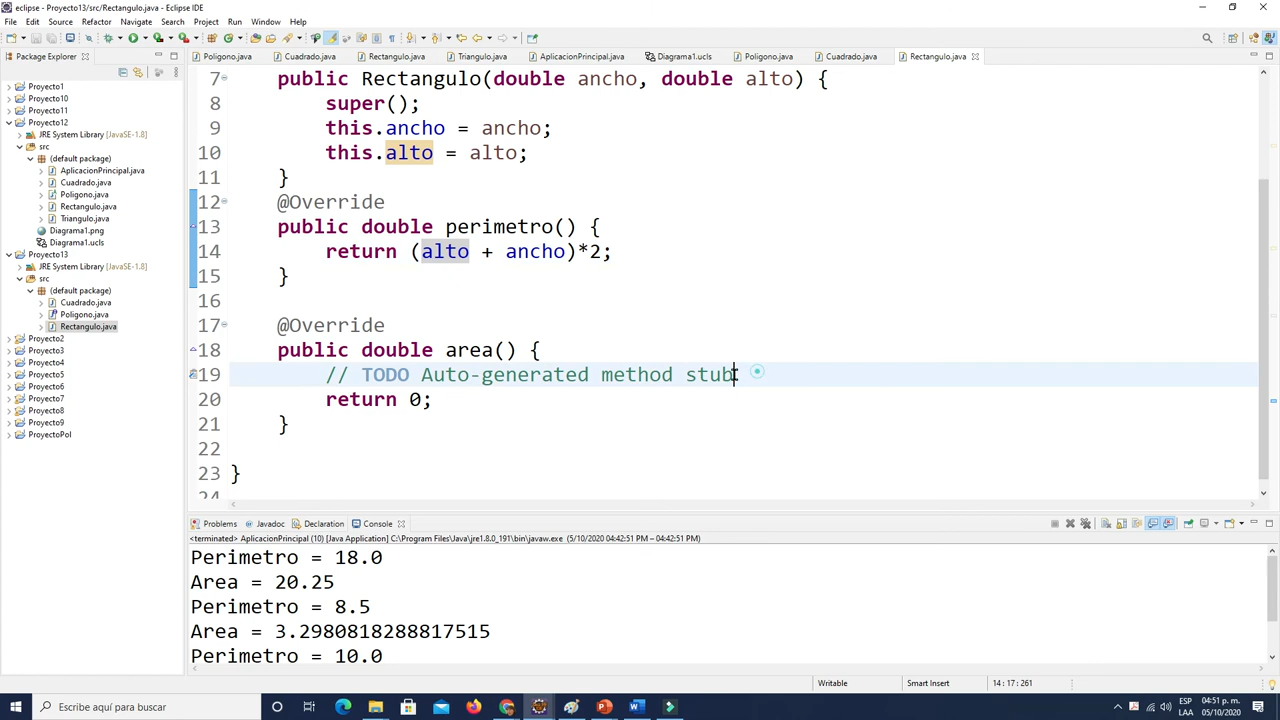 eclipse - Proyecto13/src/Rectangulo.java - Eclipse IDE
File Edit Source Refactor Navigate Search Project Run Window Help
Package Explorer
Poligono.java Cuadrado.java Rectangulo.java Triangulo.java AplicacionPrincipal.java Diagrama1.ucls Poligono.java Cuadrado.java Rectangulo.java
Proyecto1
Proyecto10
Proyecto11
Proyecto12
JRE System Library [JavaSE-1.8]
src
(default package)
AplicacionPrincipal.java
Cuadrado.java
Poligono.java
Rectangulo.java
Triangulo.java
Diagrama1.png
Diagrama1.ucls
Proyecto13
JRE System Library [JavaSE-1.8]
src
(default package)
Cuadrado.java
Poligono.java
Rectangulo.java
Proyecto2
Proyecto3
Proyecto4
Proyecto5
Proyecto6
Proyecto7
Proyecto8
Proyecto9
ProyectoPol
7 public Rectangulo(double ancho, double alto) {
8 super();
9 this.ancho = ancho;
10 this.alto = alto;
11 }
12 @Override
13 public double perimetro() {
14 return (alto + ancho)*2;
15 }
16
17 @Override
18 public double area() {
19 // TODO Auto-generated method stub
20 return 0;
21 }
22
23 }
24
Problems Javadoc Declaration Console
<terminated> AplicacionPrincipal (10) [Java Application] C:\Program Files\Java\jre1.8.0_191\bin\javaw.exe (5/10/2020 04:42:51 PM – 04:42:51 PM)
Perimetro = 18.0
Area = 20.25
Perimetro = 8.5
Area = 3.2980818288817515
Perimetro = 10.0
Writable Smart Insert 14 : 17 : 261
Escribe aquí para buscar
ESP
LAA
04:51 p. m.
05/10/2020